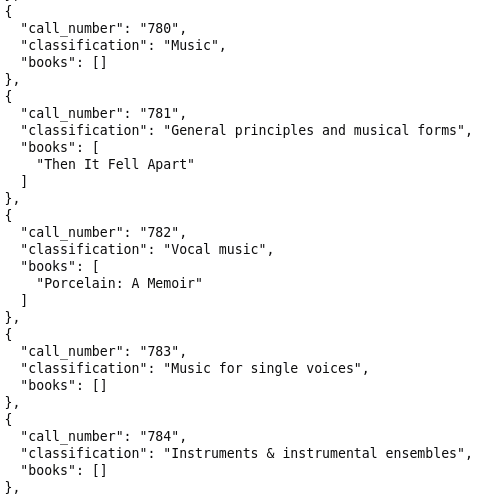 {
  "call_number": "780",
  "classification": "Music",
  "books": []
},
{
  "call_number": "781",
  "classification": "General principles and musical forms",
  "books": [
    "Then It Fell Apart"
  ]
},
{
  "call_number": "782",
  "classification": "Vocal music",
  "books": [
    "Porcelain: A Memoir"
  ]
},
{
  "call_number": "783",
  "classification": "Music for single voices",
  "books": []
},
{
  "call_number": "784",
  "classification": "Instruments & instrumental ensembles",
  "books": []
},